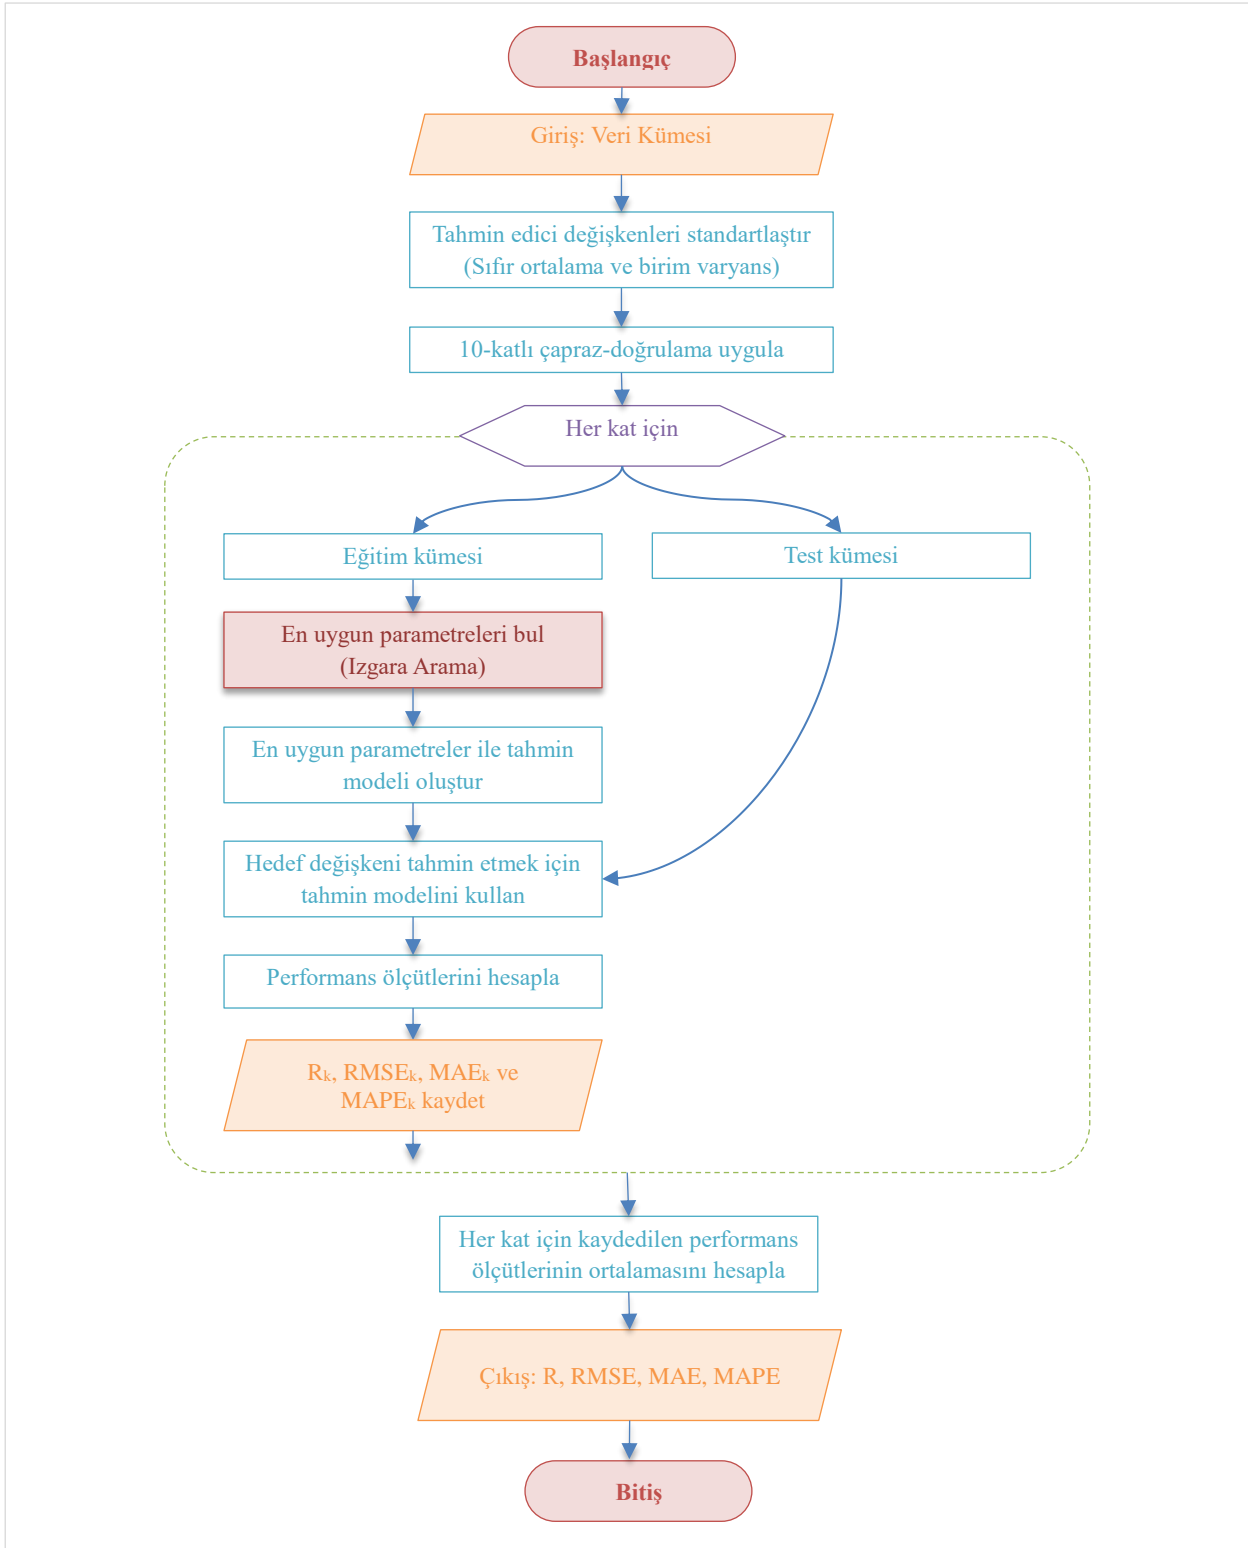 Başlangıç
Giriş: Veri Kümesi
Tahmin edici değişkenleri standartlaştır
(Sıfır ortalama ve birim varyans)
10-katlı çapraz-doğrulama uygula
Her kat için
Eğitim kümesi
Test kümesi
En uygun parametreleri bul
(Izgara Arama)
En uygun parametreler ile tahmin
modeli oluştur
Hedef değişkeni tahmin etmek için
tahmin modelini kullan
Performans ölçütlerini hesapla
Rₖ, RMSEₖ, MAEₖ ve
MAPEₖ kaydet
Her kat için kaydedilen performans
ölçütlerinin ortalamasını hesapla
Çıkış: R, RMSE, MAE, MAPE
Bitiş